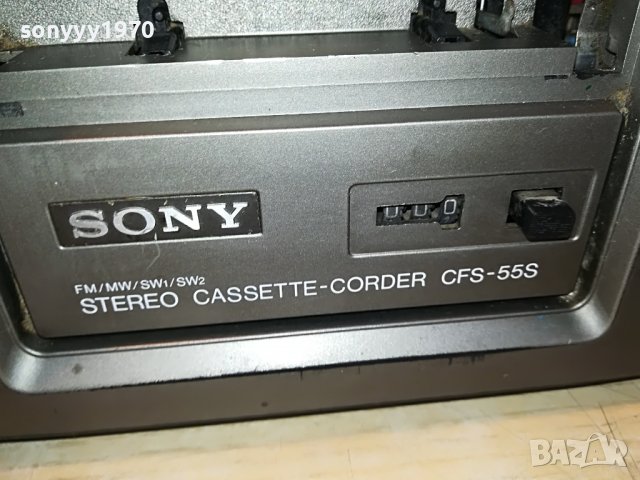 sonyyy1970
SONY
000
FM/MW/SW1/SW2
STEREO CASSETTE-CORDER CFS-55S
BAZAR
bg